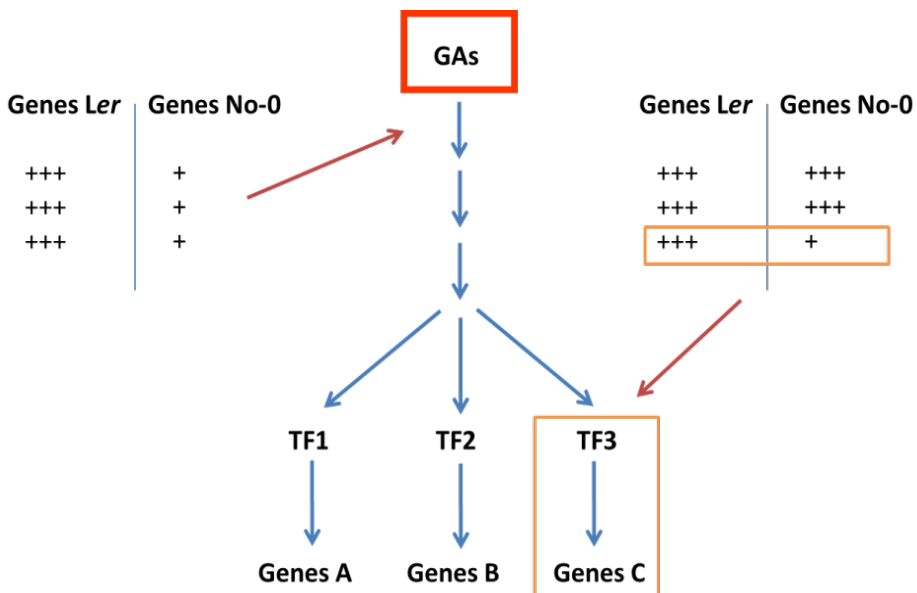 GAs
Genes Ler Genes No-0
+++ +
+++ +
+++ +
Genes Ler Genes No-0
+++ +++
+++ +++
+++ +
TF1 TF2 TF3
Genes A Genes B Genes C